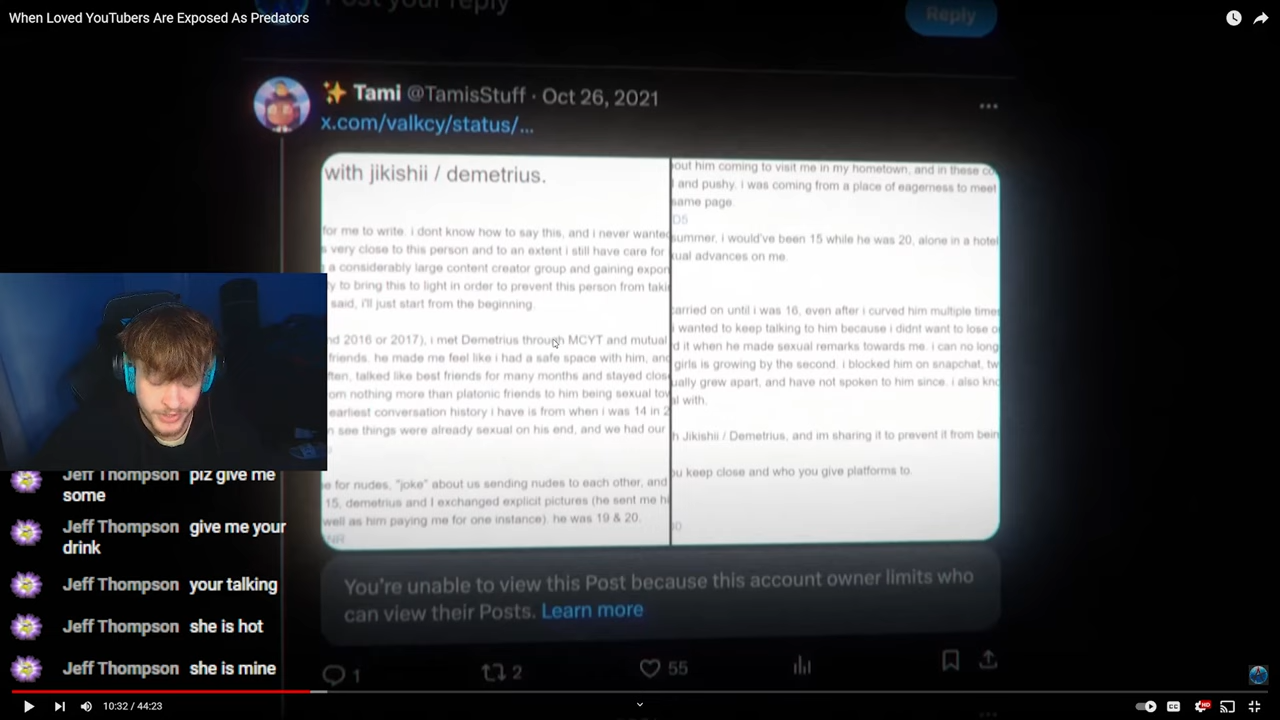 When Loved YouTubers Are Exposed As Predators
Post your reply
Reply
✨ Tami @TamisStuff · Oct 26, 2021
x.com/valkcy/status/...
with jikishii / demetrius.
for me to write. i dont know how to say this, and i never wanted
very close to this person and to an extent i still have care for
a considerably large content creator group and gaining expon
to bring this to light in order to prevent this person from taki
said, i'll just start from the beginning.
2016 or 2017), i met Demetrius through MCYT and mutual
friends. he made me feel like i had a safe space with him, and
talked like best friends for many months and stayed clos
om nothing more than platonic friends to him being sexual tow
earliest conversation history i have is from when i was 14 in 2
see things were already sexual on his end, and we had our
e for nudes, "joke" about us sending nudes to each other, and
15, demetrius and I exchanged explicit pictures (he sent me hi
well as him paying me for one instance). he was 19 & 20.
NR
out him coming to visit me in my hometown, and in these co
and pushy. i was coming from a place of eagerness to meet
same page.
D5
summer, i would've been 15 while he was 20, alone in a hotel
ual advances on me.
carried on until i was 16, even after i curved him multiple times
i wanted to keep talking to him because i didnt want to lose
d it when he made sexual remarks towards me. i can no long
girls is growing by the second. i blocked him on snapchat, tw
ually grew apart, and have not spoken to him since. i also kno
al with.
h Jikishii / Demetrius, and im sharing it to prevent it from bein
ou keep close and who you give platforms to.
You're unable to view this Post because this account owner limits who
can view their Posts. Learn more
1
2
55
Jeff Thompson plz give me
some
Jeff Thompson give me your
drink
Jeff Thompson your talking
Jeff Thompson she is hot
Jeff Thompson she is mine
10:32 / 44:23
CC
HD